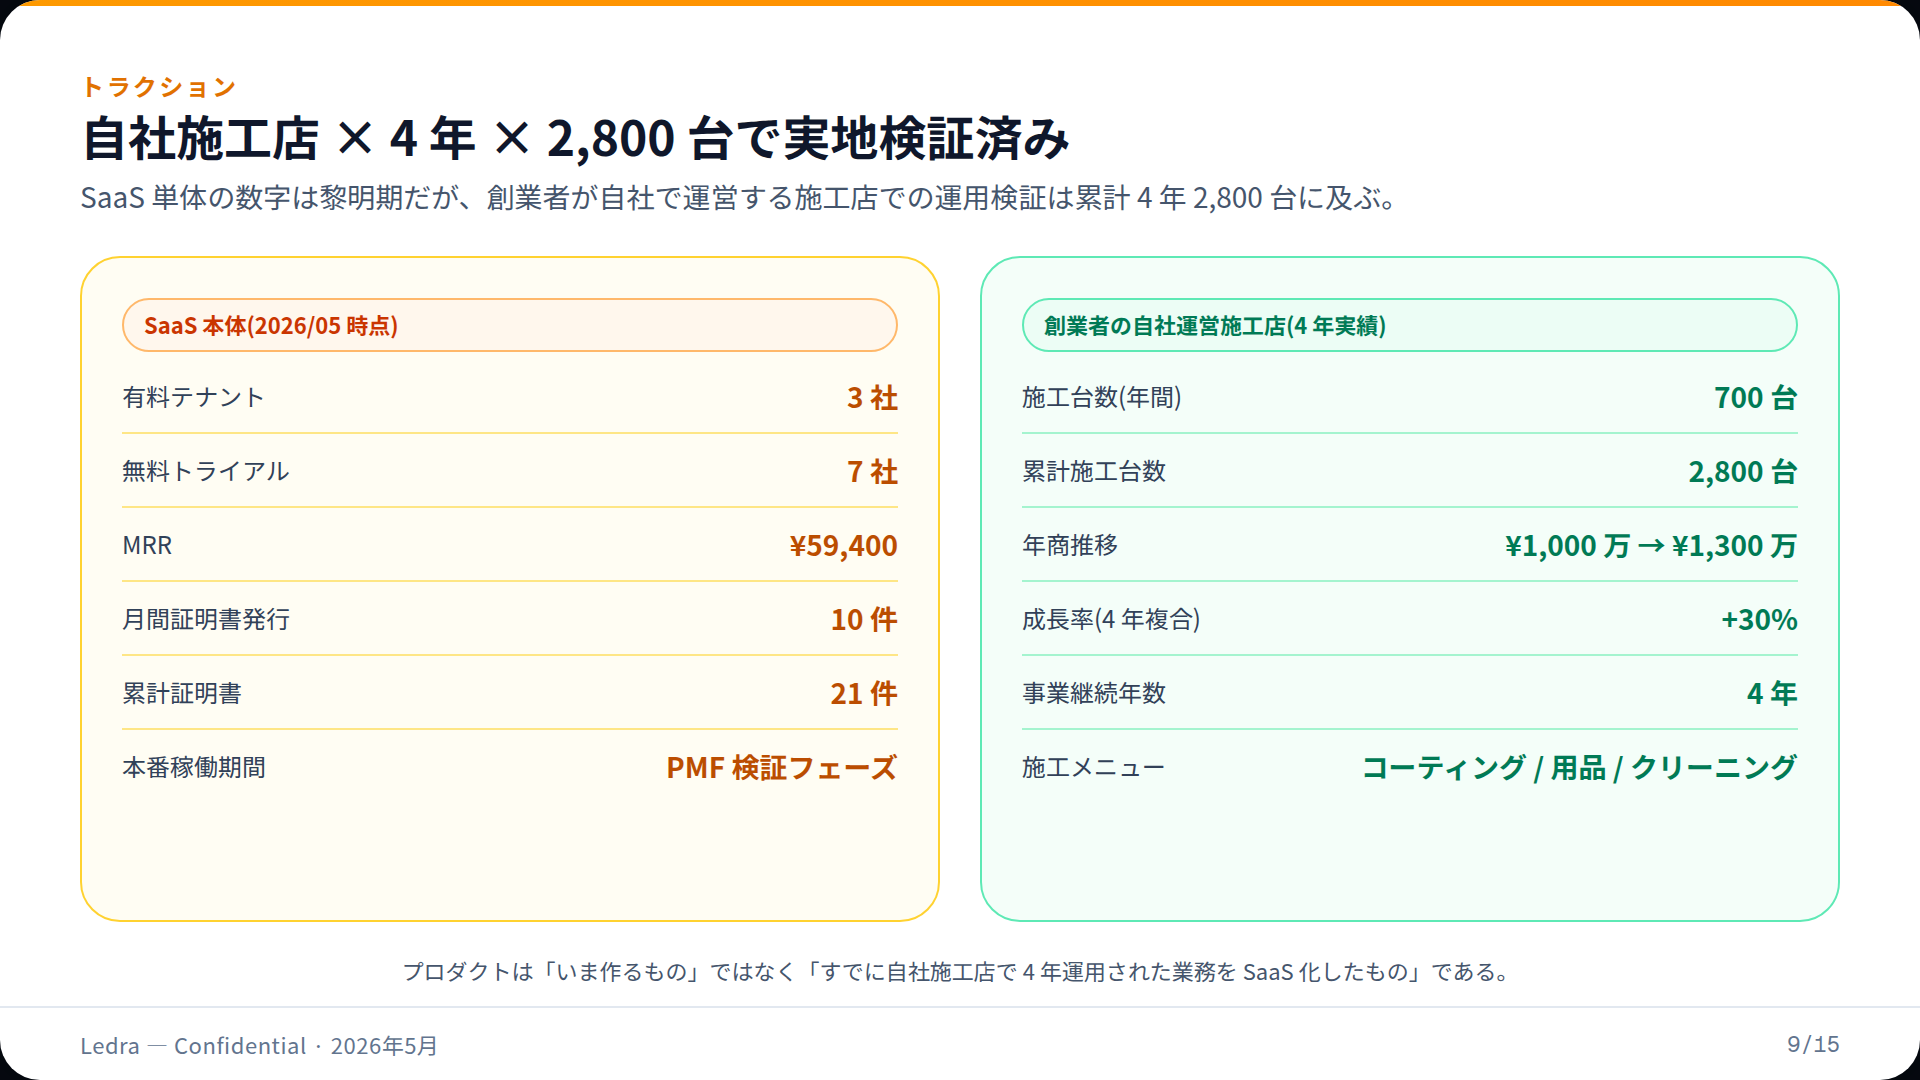 トラクション
自社施工店 × 4 年 × 2,800 台で実地検証済み
SaaS 単体の数字は黎明期だが、創業者が自社で運営する施工店での運用検証は累計 4 年 2,800 台に及ぶ。
SaaS 本体(2026/05 時点)
有料テナント 3 社
無料トライアル 7 社
MRR ¥59,400
月間証明書発行 10 件
累計証明書 21 件
本番稼働期間 PMF 検証フェーズ
創業者の自社運営施工店(4 年実績)
施工台数(年間) 700 台
累計施工台数 2,800 台
年商推移 ¥1,000 万 → ¥1,300 万
成長率(4 年複合) +30%
事業継続年数 4 年
施工メニュー コーティング / 用品 / クリーニング
プロダクトは「いま作るもの」ではなく「すでに自社施工店で 4 年運用された業務を SaaS 化したもの」である。
Ledra — Confidential · 2026年5月
9/15